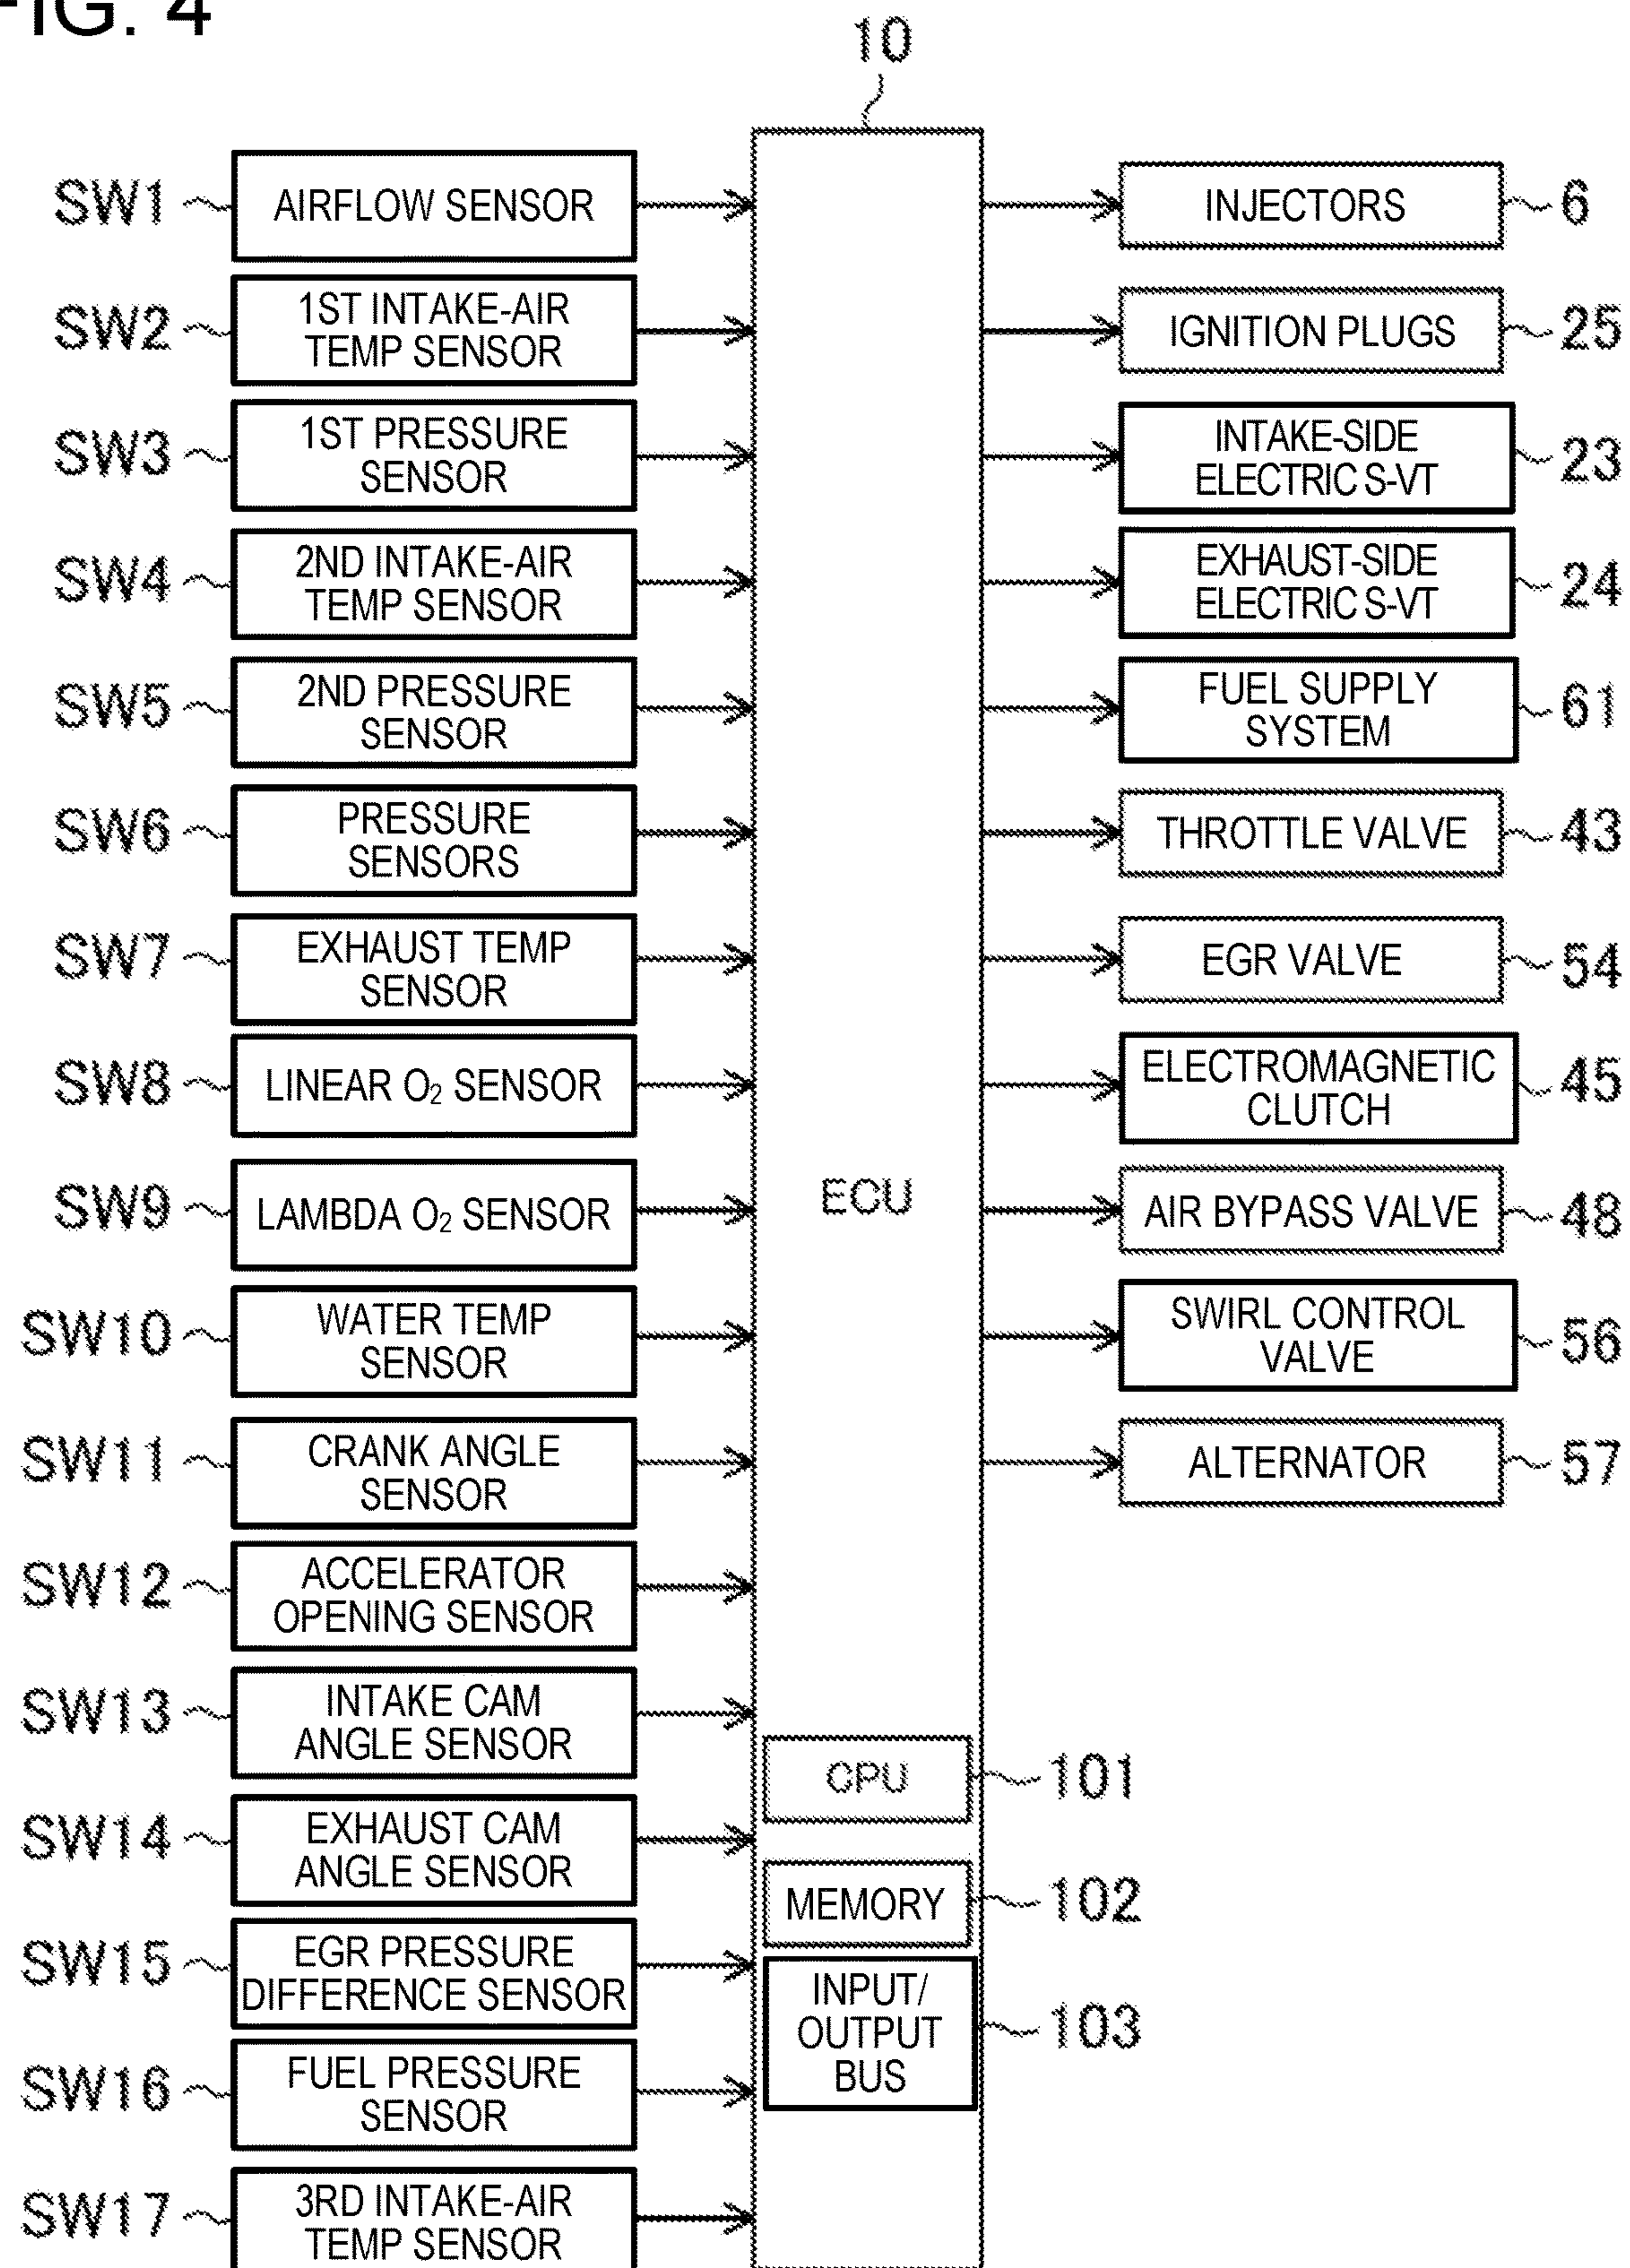 FIG. 4
10
SW1
AIRFLOW SENSOR
SW2
1ST INTAKE-AIR
TEMP SENSOR
SW3
1ST PRESSURE
SENSOR
SW4
2ND INTAKE-AIR
TEMP SENSOR
SW5
2ND PRESSURE
SENSOR
SW6
PRESSURE
SENSORS
SW7
EXHAUST TEMP
SENSOR
SW8
LINEAR O₂ SENSOR
SW9
LAMBDA O₂ SENSOR
SW10
WATER TEMP
SENSOR
SW11
CRANK ANGLE
SENSOR
SW12
ACCELERATOR
OPENING SENSOR
SW13
INTAKE CAM
ANGLE SENSOR
SW14
EXHAUST CAM
ANGLE SENSOR
SW15
EGR PRESSURE
DIFFERENCE SENSOR
SW16
FUEL PRESSURE
SENSOR
SW17
3RD INTAKE-AIR
TEMP SENSOR
ECU
CPU
101
MEMORY
102
INPUT/
OUTPUT
BUS
103
INJECTORS
6
IGNITION PLUGS
25
INTAKE-SIDE
ELECTRIC S-VT
23
EXHAUST-SIDE
ELECTRIC S-VT
24
FUEL SUPPLY
SYSTEM
61
THROTTLE VALVE
43
EGR VALVE
54
ELECTROMAGNETIC
CLUTCH
45
AIR BYPASS VALVE
48
SWIRL CONTROL
VALVE
56
ALTERNATOR
57